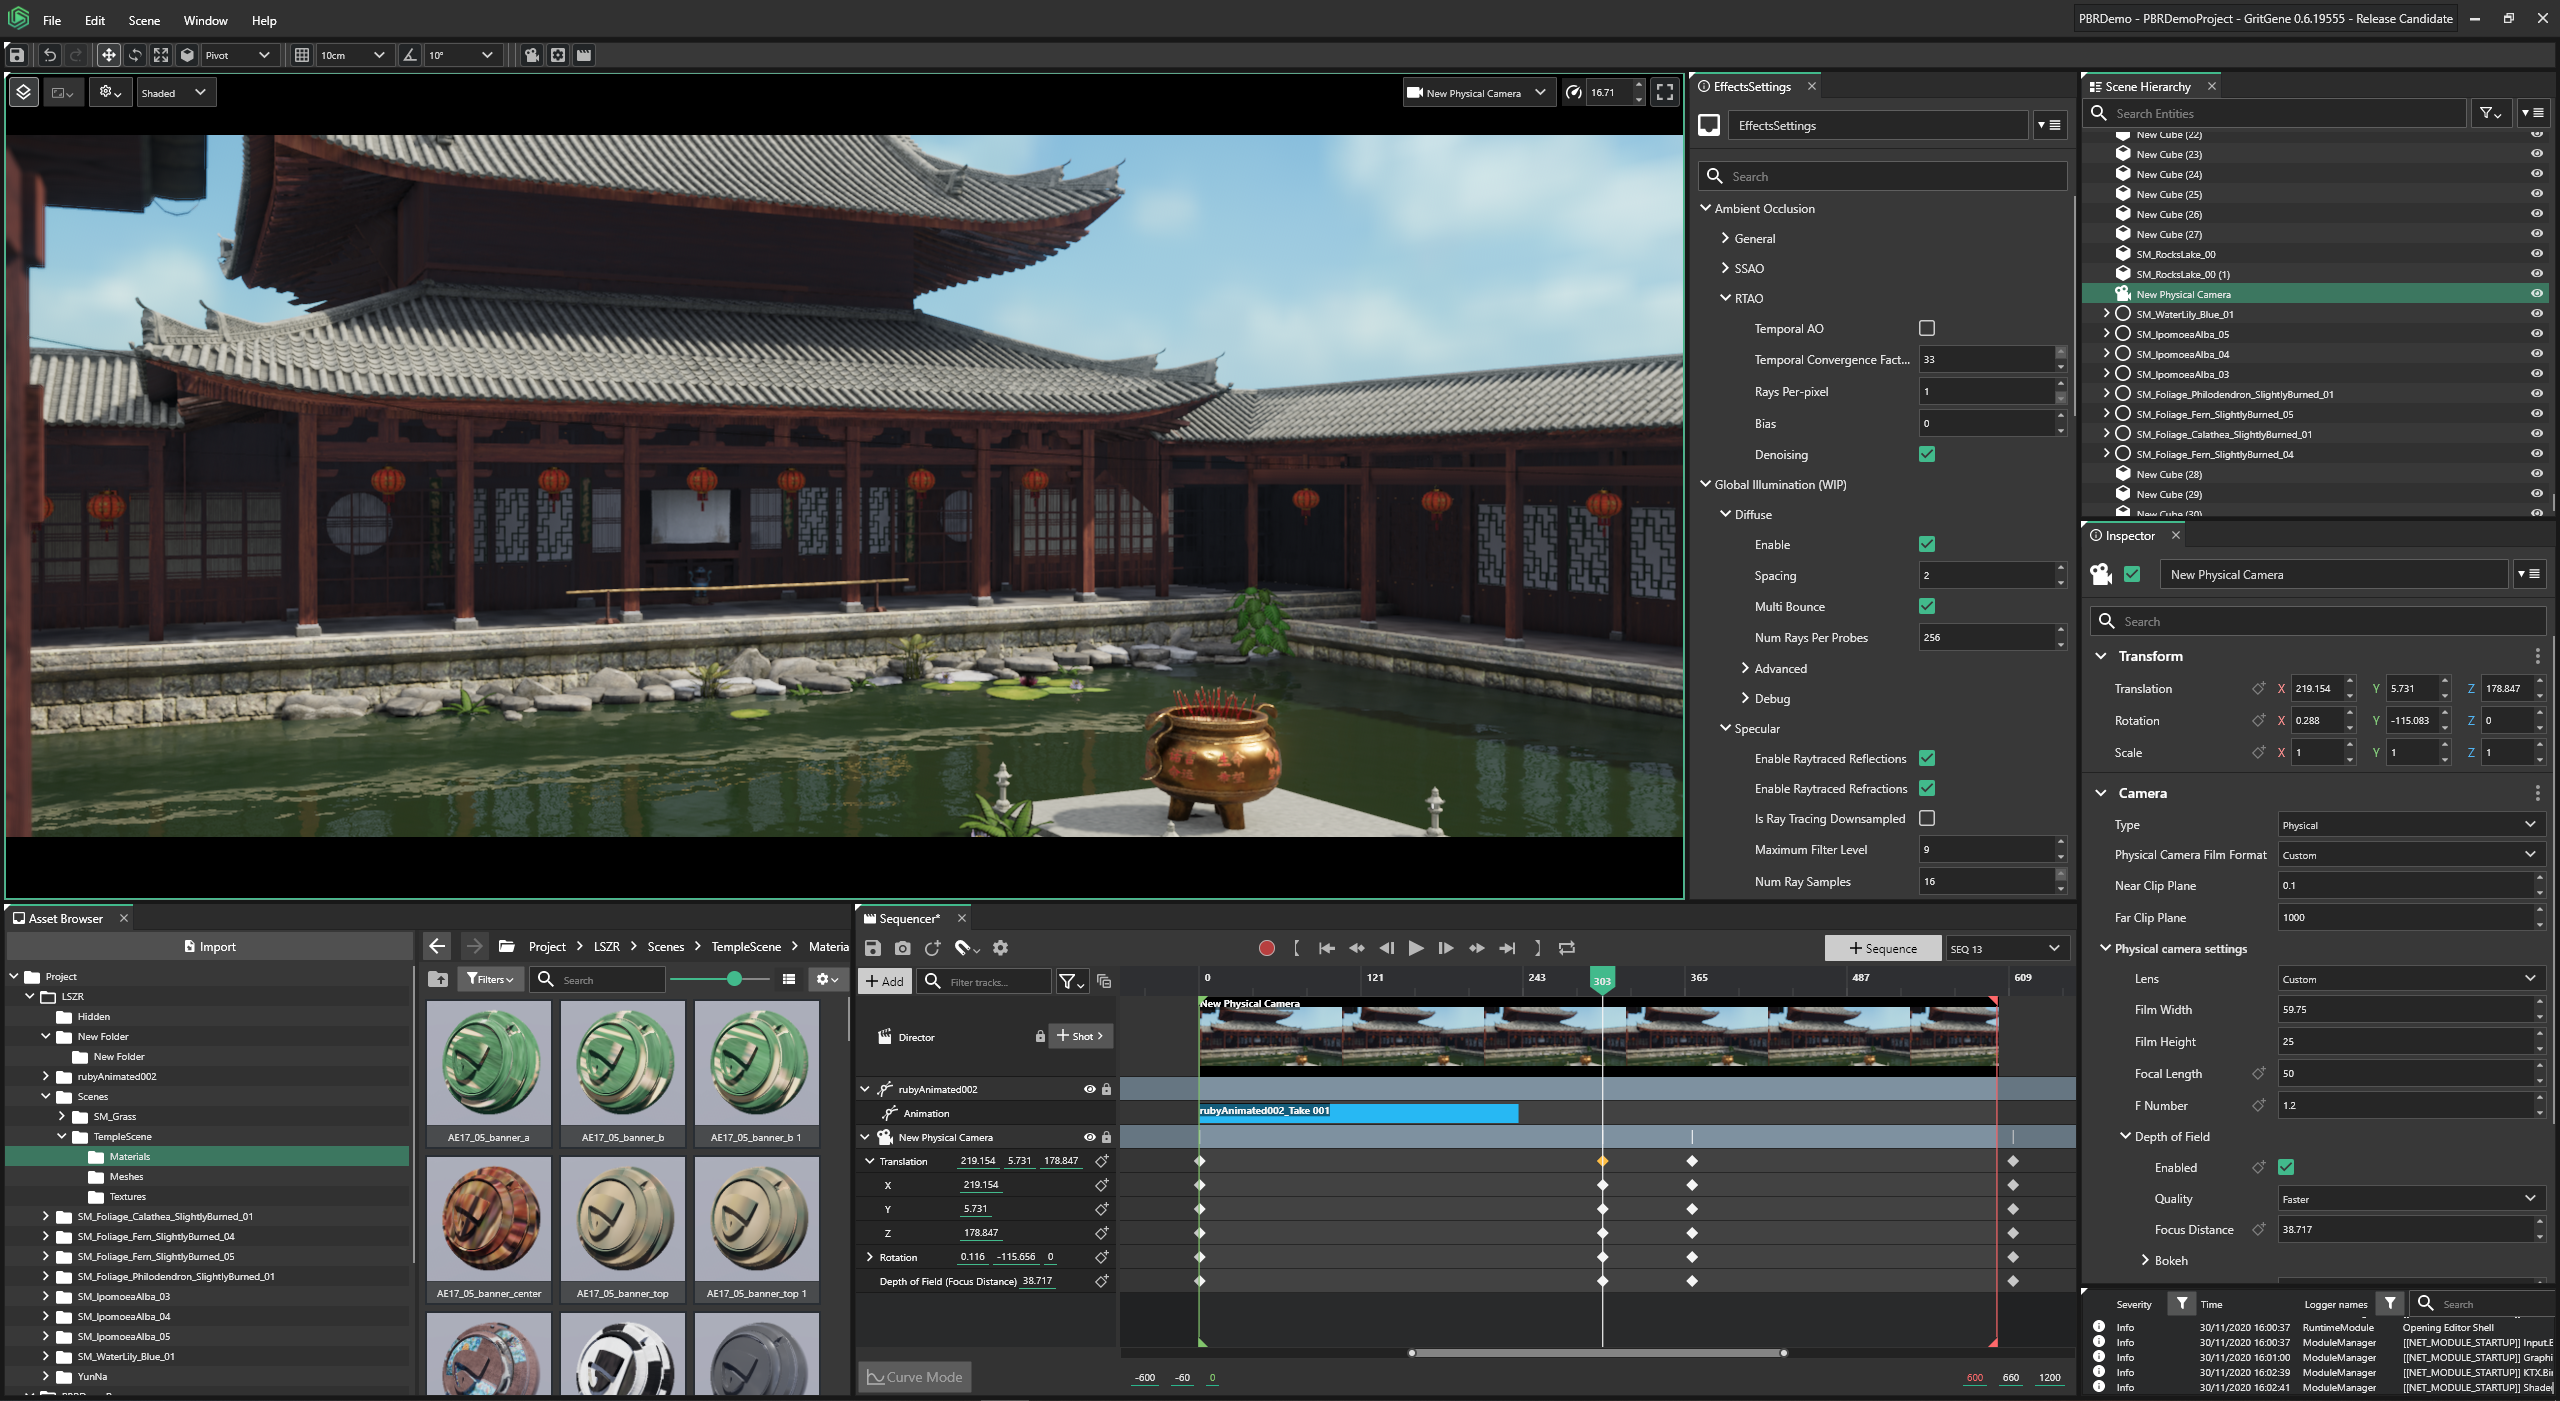 File Edit Scene Window Help
PBRDemo - PBRDemoProject - GritGene 0.6.19555 - Release Candidate
Pivot 10cm 10°
Shaded
New Physical Camera 16.71
EffectsSettings
EffectsSettings
Search
Ambient Occlusion
General
SSAO
RTAO
Temporal AO
Temporal Convergence Fact... 33
Rays Per-pixel 1
Bias 0
Denoising
Global Illumination (WIP)
Diffuse
Enable
Spacing 2
Multi Bounce
Num Rays Per Probes 256
Advanced
Debug
Specular
Enable Raytraced Reflections
Enable Raytraced Refractions
Is Ray Tracing Downsampled
Maximum Filter Level 9
Num Ray Samples 16
Scene Hierarchy
Search Entities
New Cube (22)
New Cube (23)
New Cube (24)
New Cube (25)
New Cube (26)
New Cube (27)
SM_RocksLake_00
SM_RocksLake_00 (1)
New Physical Camera
SM_WaterLily_Blue_01
SM_IpomoeaAlba_05
SM_IpomoeaAlba_04
SM_IpomoeaAlba_03
SM_Foliage_Philodendron_SlightlyBurned_01
SM_Foliage_Fern_SlightlyBurned_05
SM_Foliage_Calathea_SlightlyBurned_01
SM_Foliage_Fern_SlightlyBurned_04
New Cube (28)
New Cube (29)
New Cube (30)
Inspector
New Physical Camera
Search
Transform
Translation X 219.154 Y 5.731 Z 178.847
Rotation X 0.288 Y -115.083 Z 0
Scale X 1 Y 1 Z 1
Camera
Type Physical
Physical Camera Film Format Custom
Near Clip Plane 0.1
Far Clip Plane 1000
Physical camera settings
Lens Custom
Film Width 59.75
Film Height 25
Focal Length 50
F Number 1.2
Depth of Field
Enabled
Quality Faster
Focus Distance 38.717
Bokeh
Asset Browser
Import
Project
LSZR
Hidden
New Folder
New Folder
rubyAnimated002
Scenes
SM_Grass
TempleScene
Materials
Meshes
Textures
SM_Foliage_Calathea_SlightlyBurned_01
SM_Foliage_Fern_SlightlyBurned_04
SM_Foliage_Fern_SlightlyBurned_05
SM_Foliage_Philodendron_SlightlyBurned_01
SM_IpomoeaAlba_03
SM_IpomoeaAlba_04
SM_IpomoeaAlba_05
SM_WaterLily_Blue_01
YunNa
Project LSZR Scenes TempleScene Materia
Filters Search
AE17_05_banner_a AE17_05_banner_b AE17_05_banner_b 1
AE17_05_banner_center AE17_05_banner_top AE17_05_banner_top 1
Sequencer*
Sequence SEQ 13
Add Filter tracks...
0 121 243 303 365 487 609
New Physical Camera
Director Shot
rubyAnimated002
Animation rubyAnimated002_Take 001
New Physical Camera
Translation 219.154 5.731 178.847
X 219.154
Y 5.731
Z 178.847
Rotation 0.116 -115.656 0
Depth of Field (Focus Distance) 38.717
Curve Mode
-600 -60 0 600 660 1200
Severity Time Logger names Search
Info 30/11/2020 16:00:37 RuntimeModule Opening Editor Shell
Info 30/11/2020 16:00:37 ModuleManager [[NET_MODULE_STARTUP]] Input.E
Info 30/11/2020 16:01:00 ModuleManager [[NET_MODULE_STARTUP]] Graphi
Info 30/11/2020 16:02:39 ModuleManager [[NET_MODULE_STARTUP]] KTX.Bi
Info 30/11/2020 16:02:41 ModuleManager [[NET_MODULE_STARTUP]] Shade